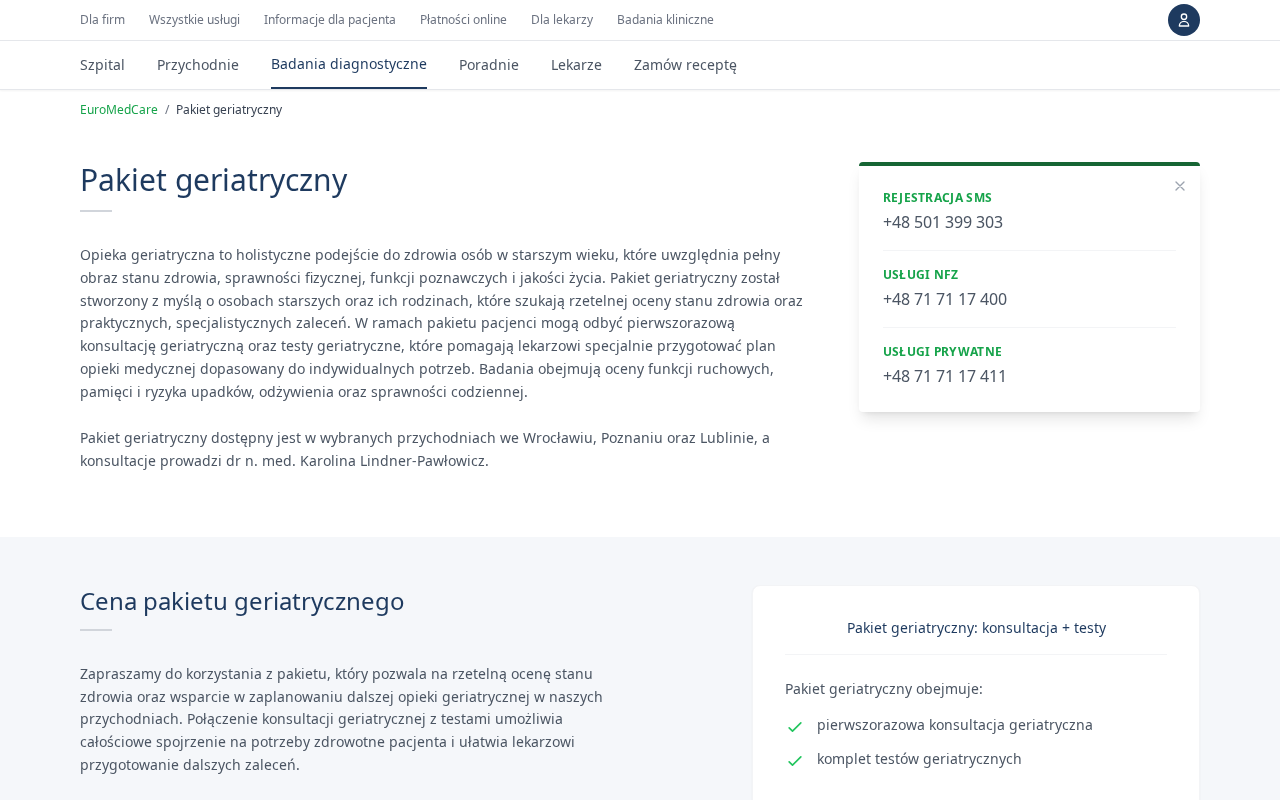 Dla firm Wszystkie usługi Informacje dla pacjenta Płatności online Dla lekarzy Badania kliniczne
Szpital Przychodnie Badania diagnostyczne Poradnie Lekarze Zamów receptę
EuroMedCare / Pakiet geriatryczny
Pakiet geriatryczny
Opieka geriatryczna to holistyczne podejście do zdrowia osób w starszym wieku, które uwzględnia pełny
obraz stanu zdrowia, sprawności fizycznej, funkcji poznawczych i jakości życia. Pakiet geriatryczny został
stworzony z myślą o osobach starszych oraz ich rodzinach, które szukają rzetelnej oceny stanu zdrowia oraz
praktycznych, specjalistycznych zaleceń. W ramach pakietu pacjenci mogą odbyć pierwszorazową
konsultację geriatryczną oraz testy geriatryczne, które pomagają lekarzowi specjalnie przygotować plan
opieki medycznej dopasowany do indywidualnych potrzeb. Badania obejmują oceny funkcji ruchowych,
pamięci i ryzyka upadków, odżywienia oraz sprawności codziennej.
Pakiet geriatryczny dostępny jest w wybranych przychodniach we Wrocławiu, Poznaniu oraz Lublinie, a
konsultacje prowadzi dr n. med. Karolina Lindner-Pawłowicz.
REJESTRACJA SMS
+48 501 399 303
USŁUGI NFZ
+48 71 71 17 400
USŁUGI PRYWATNE
+48 71 71 17 411
Cena pakietu geriatrycznego
Zapraszamy do korzystania z pakietu, który pozwala na rzetelną ocenę stanu
zdrowia oraz wsparcie w zaplanowaniu dalszej opieki geriatrycznej w naszych
przychodniach. Połączenie konsultacji geriatrycznej z testami umożliwia
całościowe spojrzenie na potrzeby zdrowotne pacjenta i ułatwia lekarzowi
przygotowanie dalszych zaleceń.
Pakiet geriatryczny: konsultacja + testy
Pakiet geriatryczny obejmuje:
pierwszorazowa konsultacja geriatryczna
komplet testów geriatrycznych